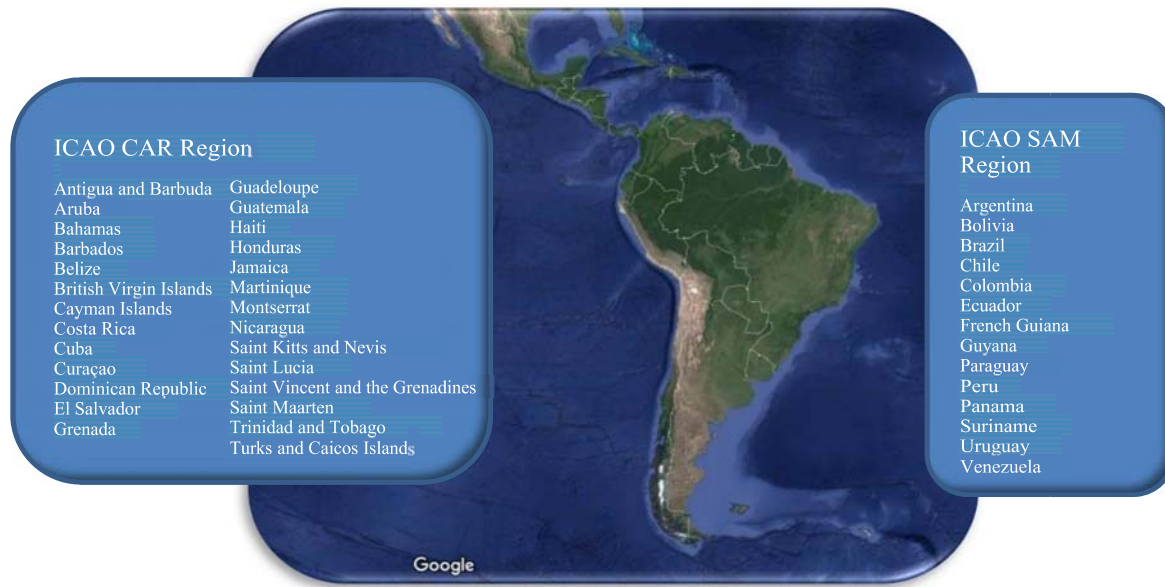 ICAO CAR Region
Antigua and Barbuda
Aruba
Bahamas
Barbados
Belize
British Virgin Islands
Cayman Islands
Costa Rica
Cuba
Curaçao
Dominican Republic
El Salvador
Grenada
Guadeloupe
Guatemala
Haiti
Honduras
Jamaica
Martinique
Montserrat
Nicaragua
Saint Kitts and Nevis
Saint Lucia
Saint Vincent and the Grenadines
Saint Maarten
Trinidad and Tobago
Turks and Caicos Islands
ICAO SAM
Region
Argentina
Bolivia
Brazil
Chile
Colombia
Ecuador
French Guiana
Guyana
Paraguay
Peru
Panama
Suriname
Uruguay
Venezuela
Google